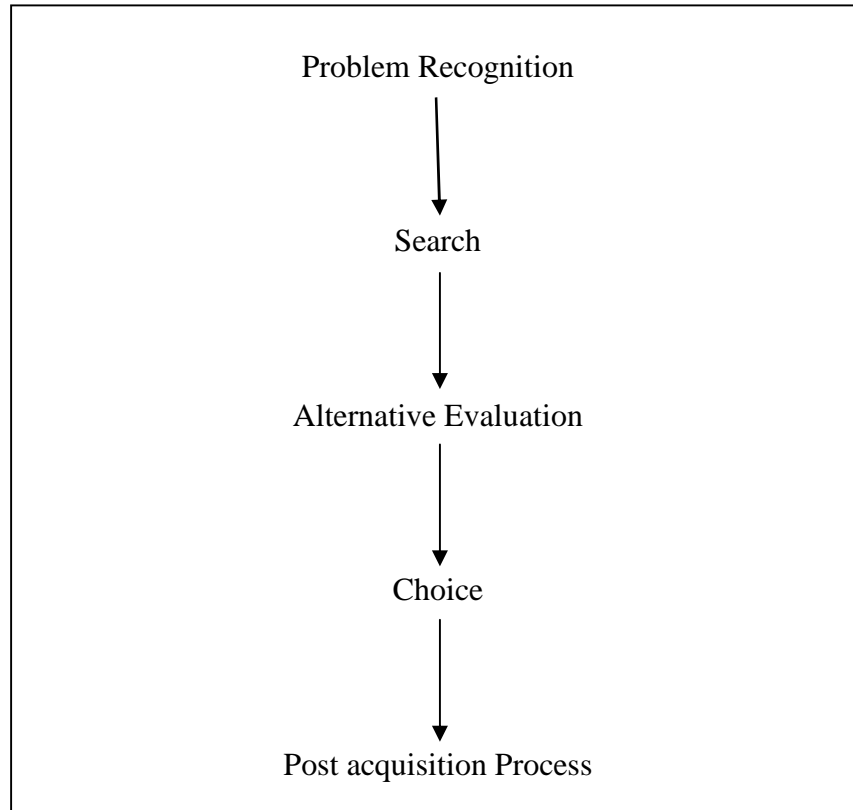 Problem Recognition
Search
Alternative Evaluation
Choice
Post acquisition Process